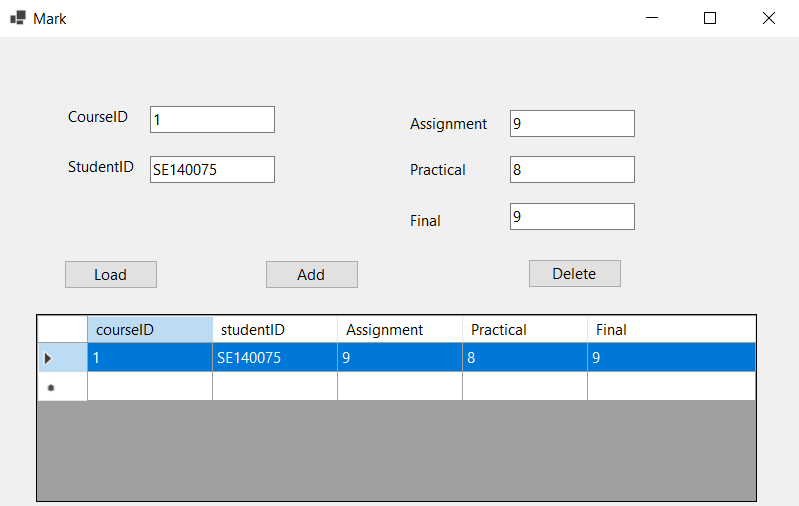 Mark
CourseID 1
Assignment 9
StudentID SE140075
Practical 8
Final 9
Load Add Delete
courseID studentID Assignment Practical Final
1 SE140075 9 8 9